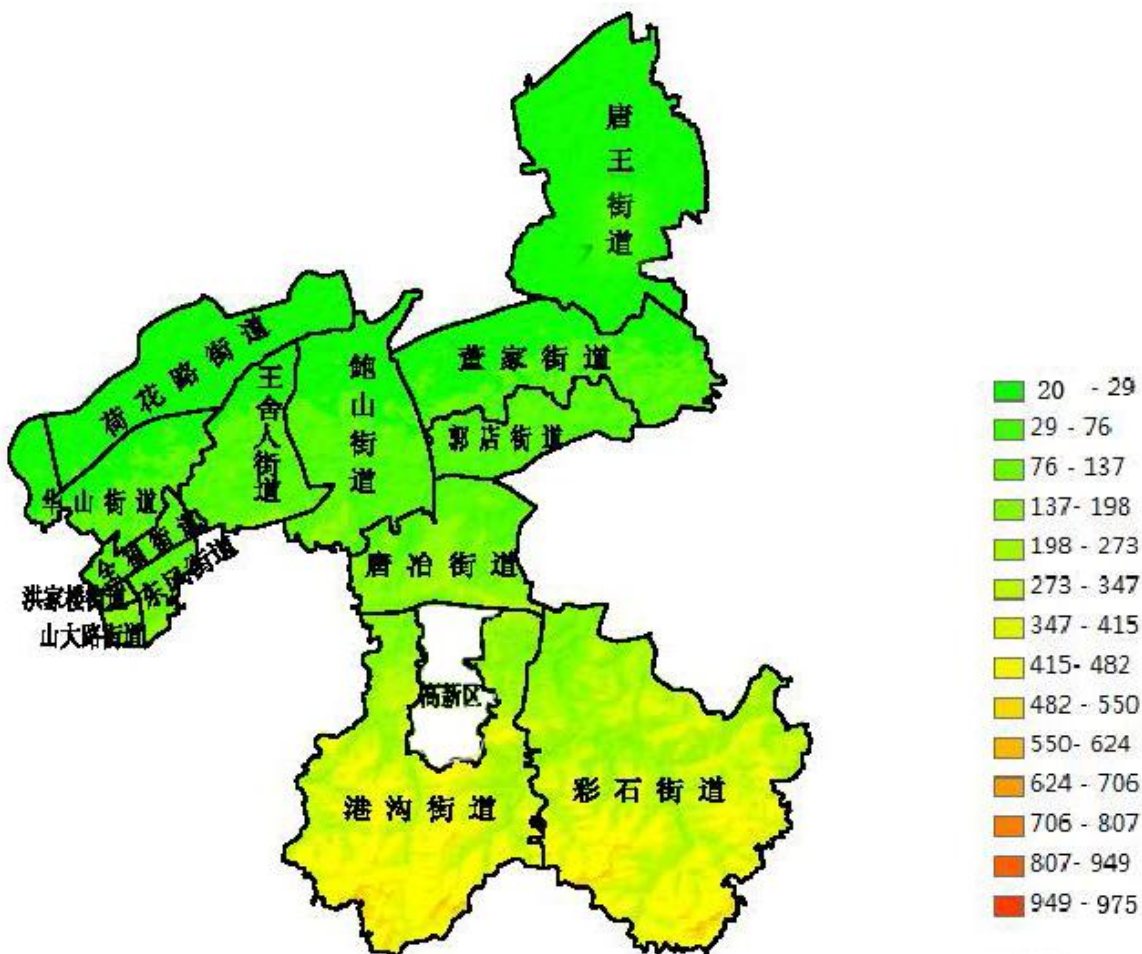 唐王街道
荷花路街道
王舍人街道
鲍山街道
董家街道
郭店街道
华山街道
全福街道
东风街道
洪家楼街道
山大路街道
唐冶街道
高新区
港沟街道
彩石街道
20 - 29
29 - 76
76 - 137
137- 198
198 - 273
273 - 347
347 - 415
415- 482
482 - 550
550- 624
624 - 706
706 - 807
807- 949
949 - 975